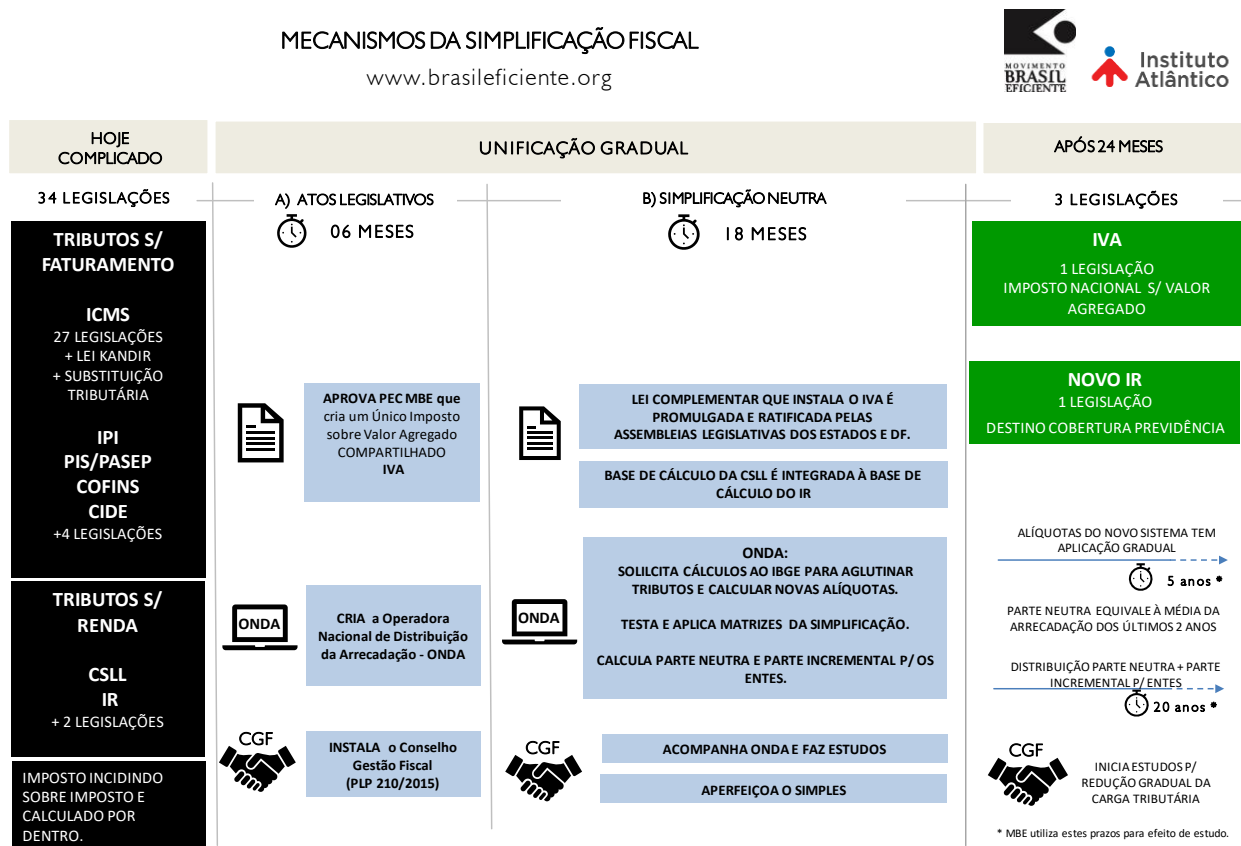 MECANISMOS DA SIMPLIFICAÇÃO FISCAL
www.brasileficiente.org
MOVIMENTO
BRASIL
EFICIENTE
Instituto
Atlântico
HOJE
COMPLICADO
UNIFICAÇÃO GRADUAL
APÓS 24 MESES
34 LEGISLAÇÕES
A) ATOS LEGISLATIVOS
B) SIMPLIFICAÇÃO NEUTRA
3 LEGISLAÇÕES
06 MESES
18 MESES
TRIBUTOS S/
FATURAMENTO
ICMS
27 LEGISLAÇÕES
+ LEI KANDIR
+ SUBSTITUIÇÃO
TRIBUTÁRIA
IPI
PIS/PASEP
COFINS
CIDE
+4 LEGISLAÇÕES
TRIBUTOS S/
RENDA
CSLL
IR
+ 2 LEGISLAÇÕES
IMPOSTO INCIDINDO
SOBRE IMPOSTO E
CALCULADO POR
DENTRO.
APROVA PEC MBE que
cria um Único Imposto
sobre Valor Agregado
COMPARTILHADO
IVA
ONDA
CRIA a Operadora
Nacional de Distribuição
da Arrecadação - ONDA
CGF
INSTALA o Conselho
Gestão Fiscal
(PLP 210/2015)
LEI COMPLEMENTAR QUE INSTALA O IVA É
PROMULGADA E RATIFICADA PELAS
ASSEMBLEIAS LEGISLATIVAS DOS ESTADOS E DF.
BASE DE CÁLCULO DA CSLL É INTEGRADA À BASE DE
CÁLCULO DO IR
ONDA
ONDA:
SOLILCITA CÁLCULOS AO IBGE PARA AGLUTINAR
TRIBUTOS E CALCULAR NOVAS ALÍQUOTAS.
TESTA E APLICA MATRIZES DA SIMPLIFICAÇÃO.
CALCULA PARTE NEUTRA E PARTE INCREMENTAL P/ OS
ENTES.
CGF
ACOMPANHA ONDA E FAZ ESTUDOS
APERFEIÇOA O SIMPLES
IVA
1 LEGISLAÇÃO
IMPOSTO NACIONAL S/ VALOR
AGREGADO
NOVO IR
1 LEGISLAÇÃO
DESTINO COBERTURA PREVIDÊNCIA
ALÍQUOTAS DO NOVO SISTEMA TEM
APLICAÇÃO GRADUAL
5 anos *
PARTE NEUTRA EQUIVALE À MÉDIA DA
ARRECADAÇÃO DOS ÚLTIMOS 2 ANOS
DISTRIBUIÇÃO PARTE NEUTRA + PARTE
INCREMENTAL P/ ENTES
20 anos *
CGF
INICIA ESTUDOS P/
REDUÇÃO GRADUAL DA
CARGA TRIBUTÁRIA
* MBE utiliza estes prazos para efeito de estudo.